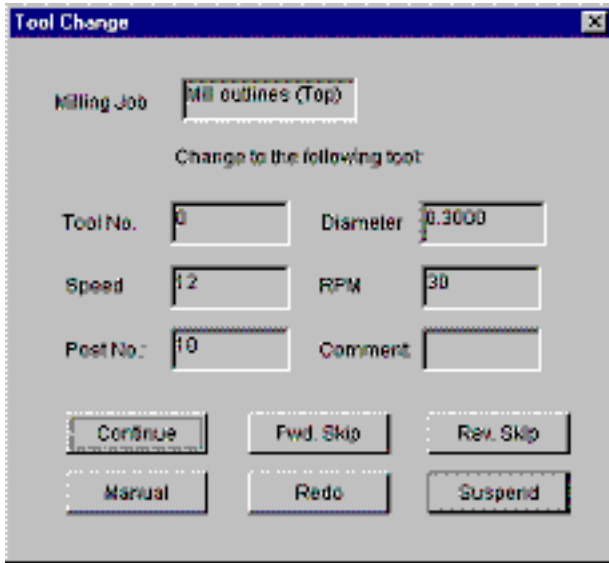 Tool Change
Milling Job Mill outlines (Top)
Change to the following tool:
Tool No. 0 Diameter 0.3000
Speed 12 RPM 30
Post No.: 10 Comment:
Continue Fwd. Skip Rev. Skip
Manual Redo Suspend